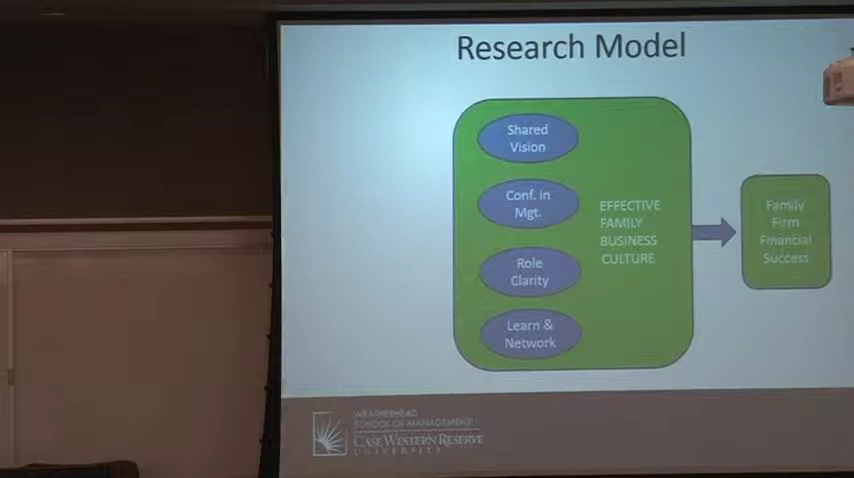 Research Model
Shared
Vision
Conf. in
Mgt.
Role
Clarity
Learn &
Network
EFFECTIVE
FAMILY
BUSINESS
CULTURE
Family
Firm
Financial
Success
WEATHERHEAD
SCHOOL OF MANAGEMENT
CASE WESTERN RESERVE
UNIVERSITY